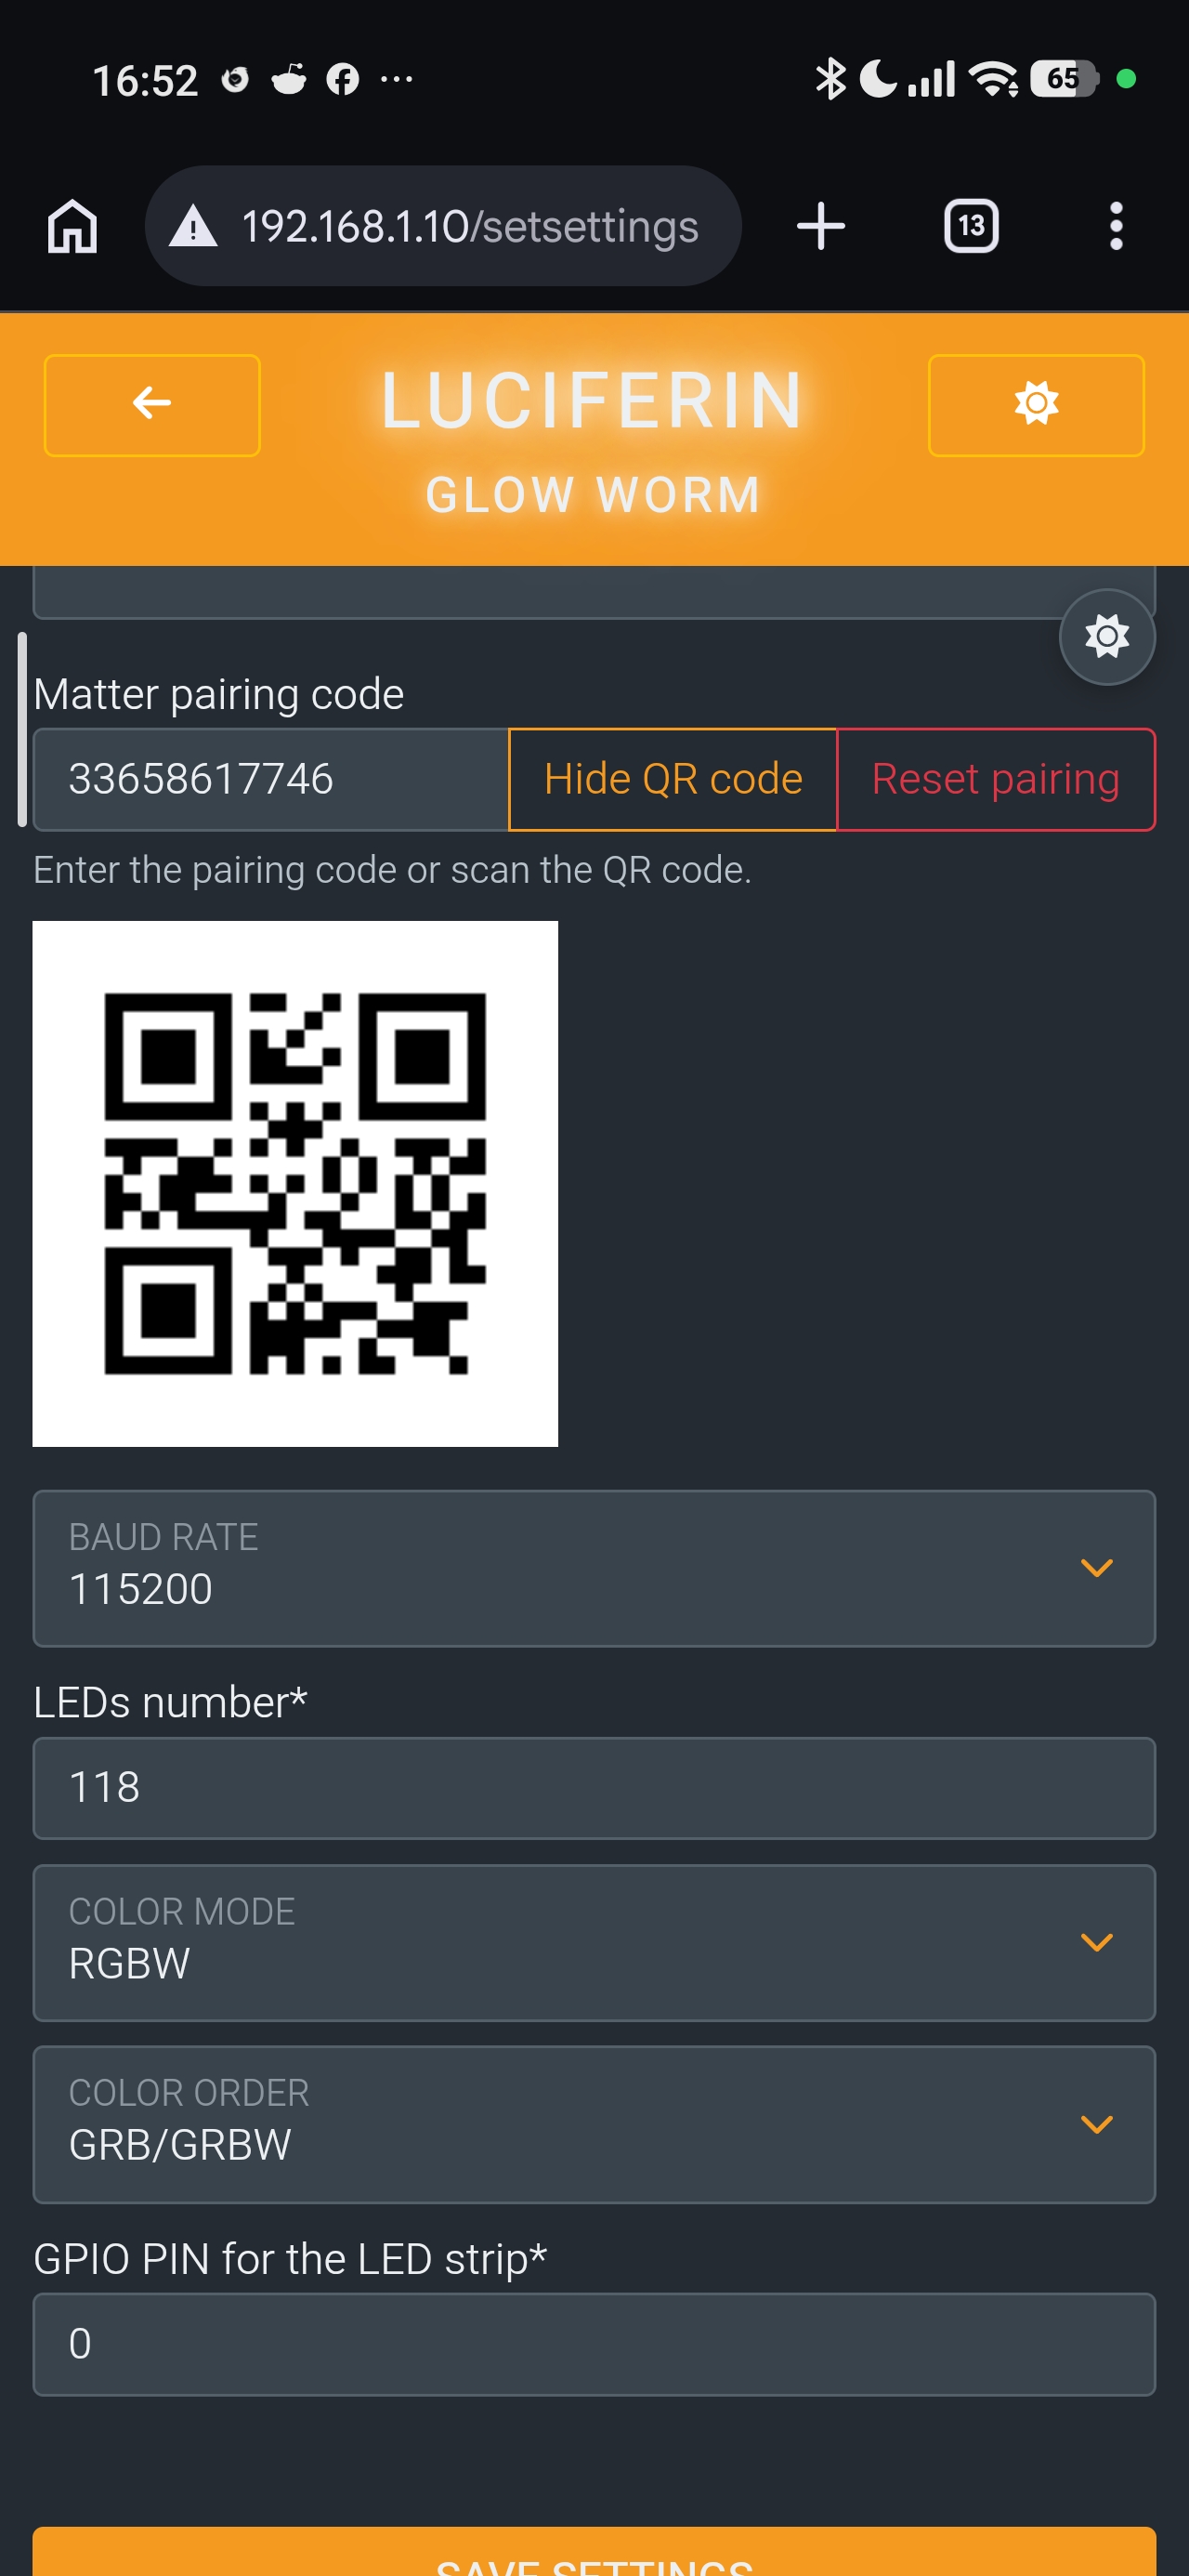 16:52
65
192.168.1.10/setsettings
13
LUCIFERIN
GLOW WORM
Matter pairing code
33658617746
Hide QR code
Reset pairing
Enter the pairing code or scan the QR code.
BAUD RATE
115200
LEDs number*
118
COLOR MODE
RGBW
COLOR ORDER
GRB/GRBW
GPIO PIN for the LED strip*
0
SAVE SETTINGS